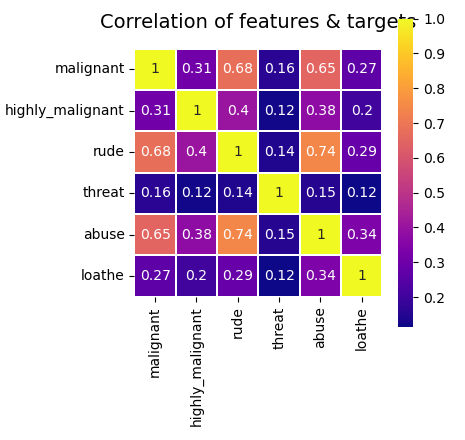 Correlation of features & targets
malignant 1 0.31 0.68 0.16 0.65 0.27
highly_malignant 0.31 1 0.4 0.12 0.38 0.2
rude 0.68 0.4 1 0.14 0.74 0.29
threat 0.16 0.12 0.14 1 0.15 0.12
abuse 0.65 0.38 0.74 0.15 1 0.34
loathe 0.27 0.2 0.29 0.12 0.34 1
malignant
highly_malignant
rude
threat
abuse
loathe
1.0
0.9
0.8
0.7
0.6
0.5
0.4
0.3
0.2